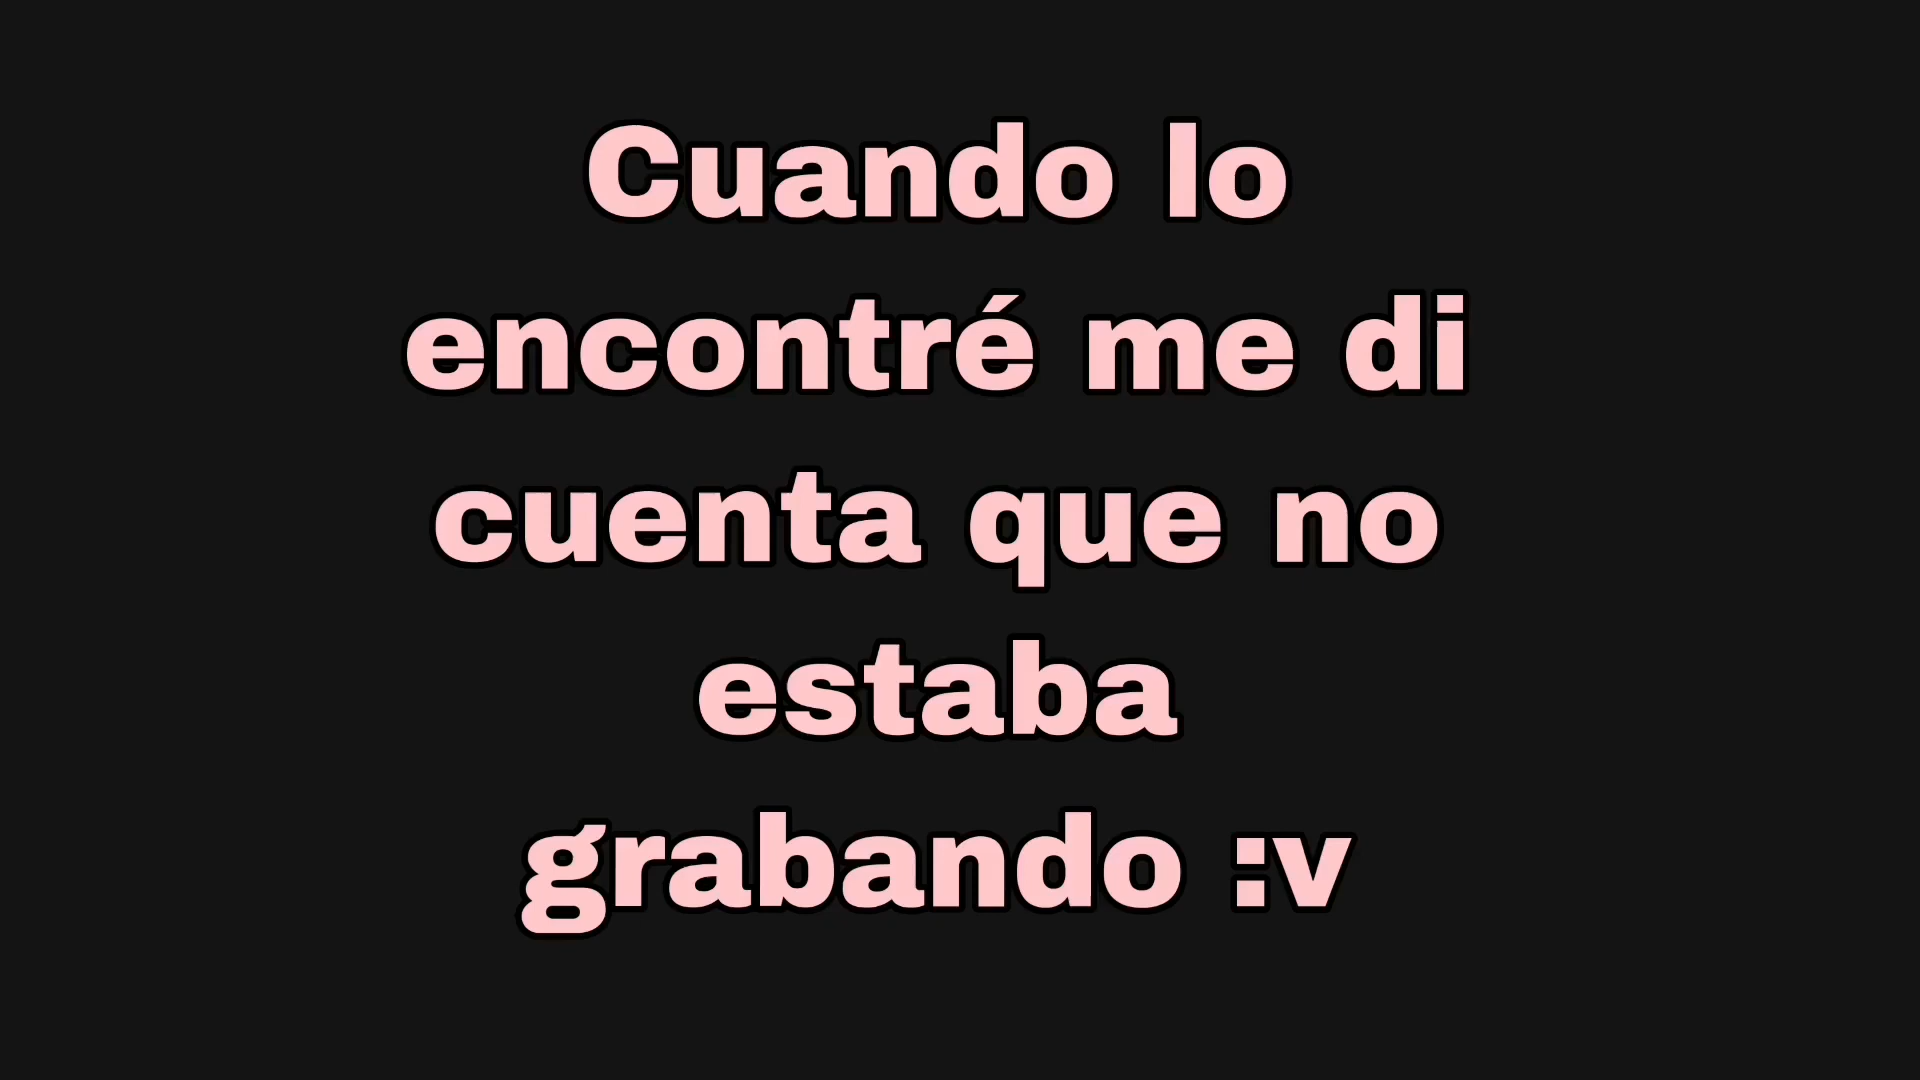 Cuando lo
encontré me di
cuenta que no
estaba
grabando :v